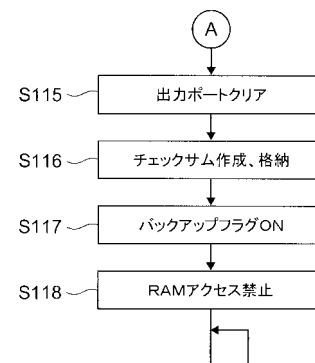 A
S115 出力ポートクリア
S116 チェックサム作成、格納
S117 バックアップフラグON
S118 RAMアクセス禁止